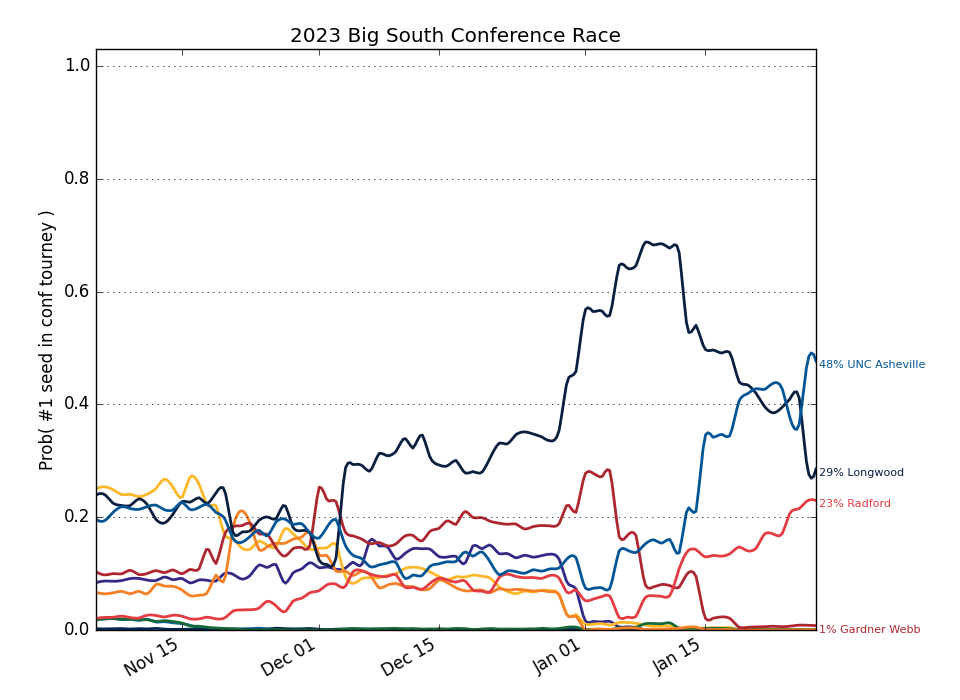 2023 Big South Conference Race
Prob( #1 seed in conf tourney )
1.0
0.8
0.6
0.4
0.2
0.0
Nov 15
Dec 01
Dec 15
Jan 01
Jan 15
48% UNC Asheville
29% Longwood
23% Radford
1% Gardner Webb